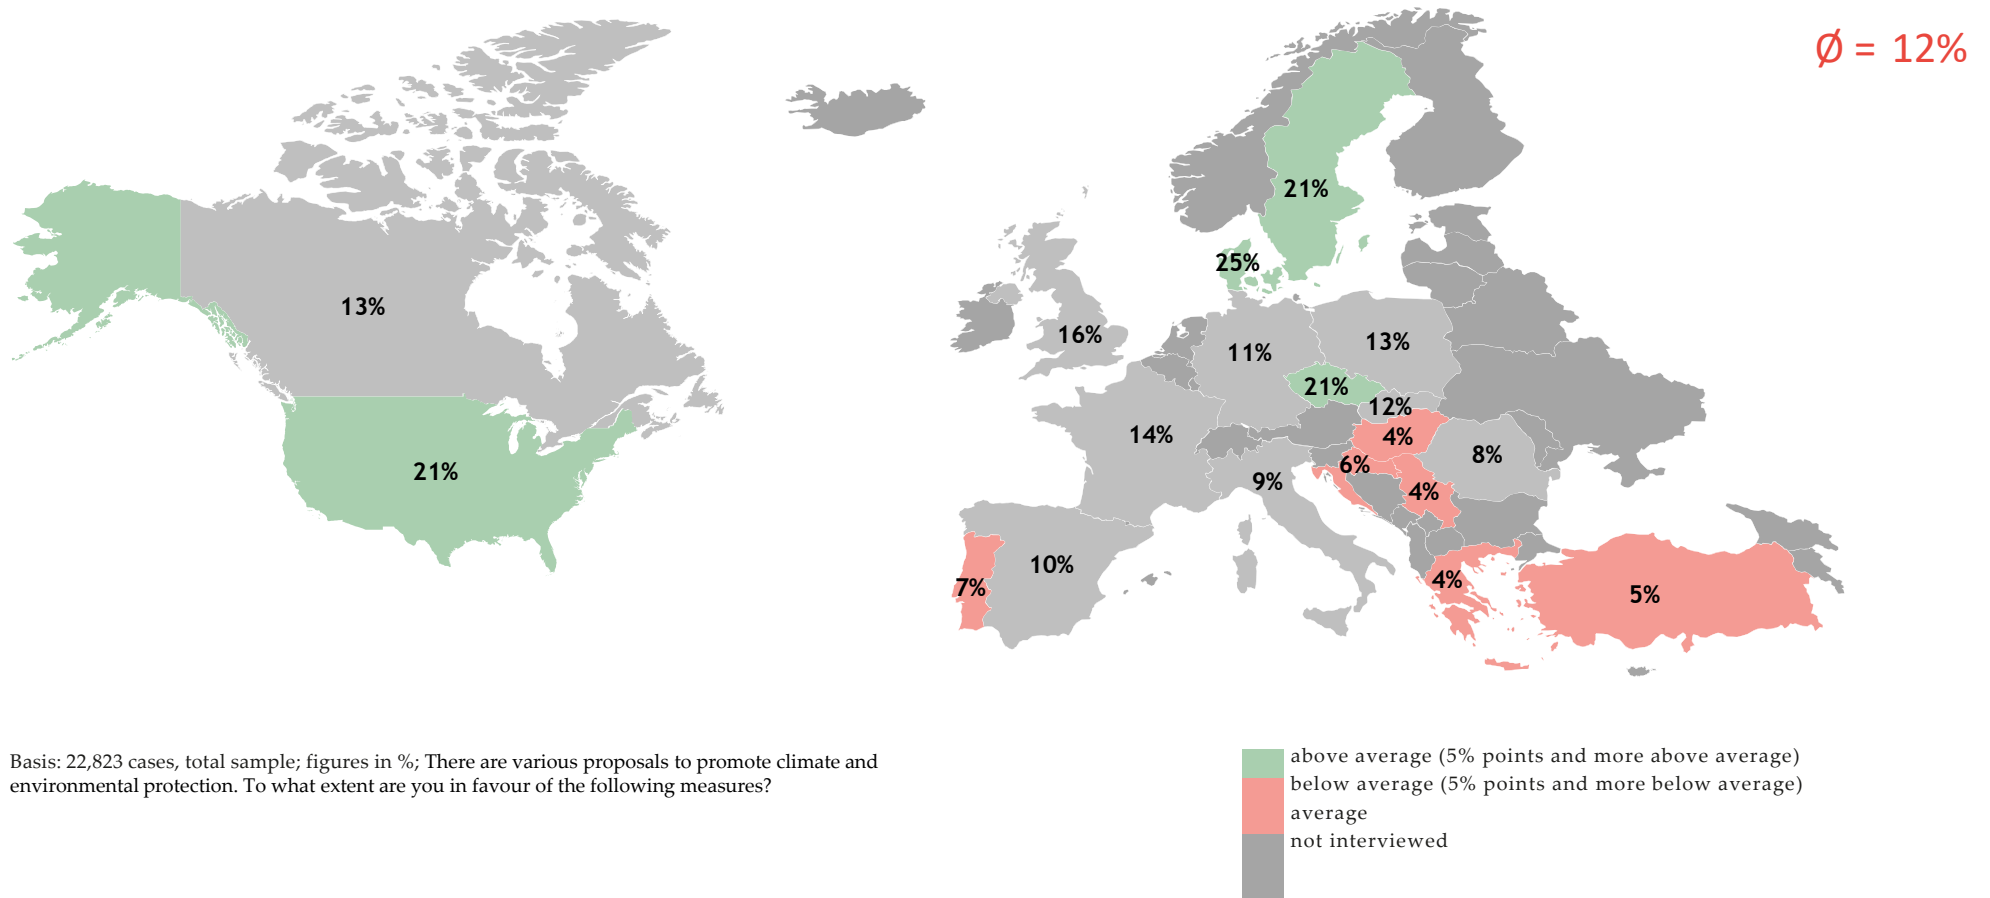 Ø = 12%
21%
25%
13%
16%
13%
11%
21%
12%
14%
4%
8%
6%
21%
9%
4%
10%
4%
7%
5%
Basis: 22,823 cases, total sample; figures in %; There are various proposals to promote climate and
environmental protection. To what extent are you in favour of the following measures?
above average (5% points and more above average)
below average (5% points and more below average)
average
not interviewed